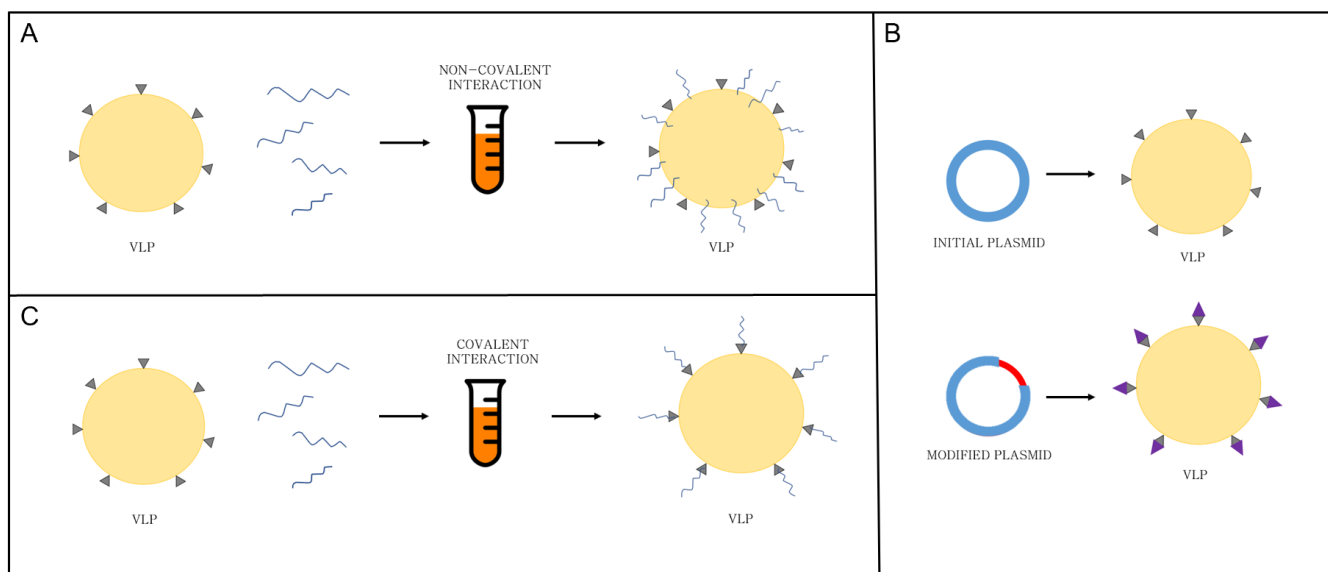 A
NON-COVALENT
INTERACTION
VLP
VLP
B
INITIAL PLASMID
VLP
MODIFIED PLASMID
VLP
C
COVALENT
INTERACTION
VLP
VLP